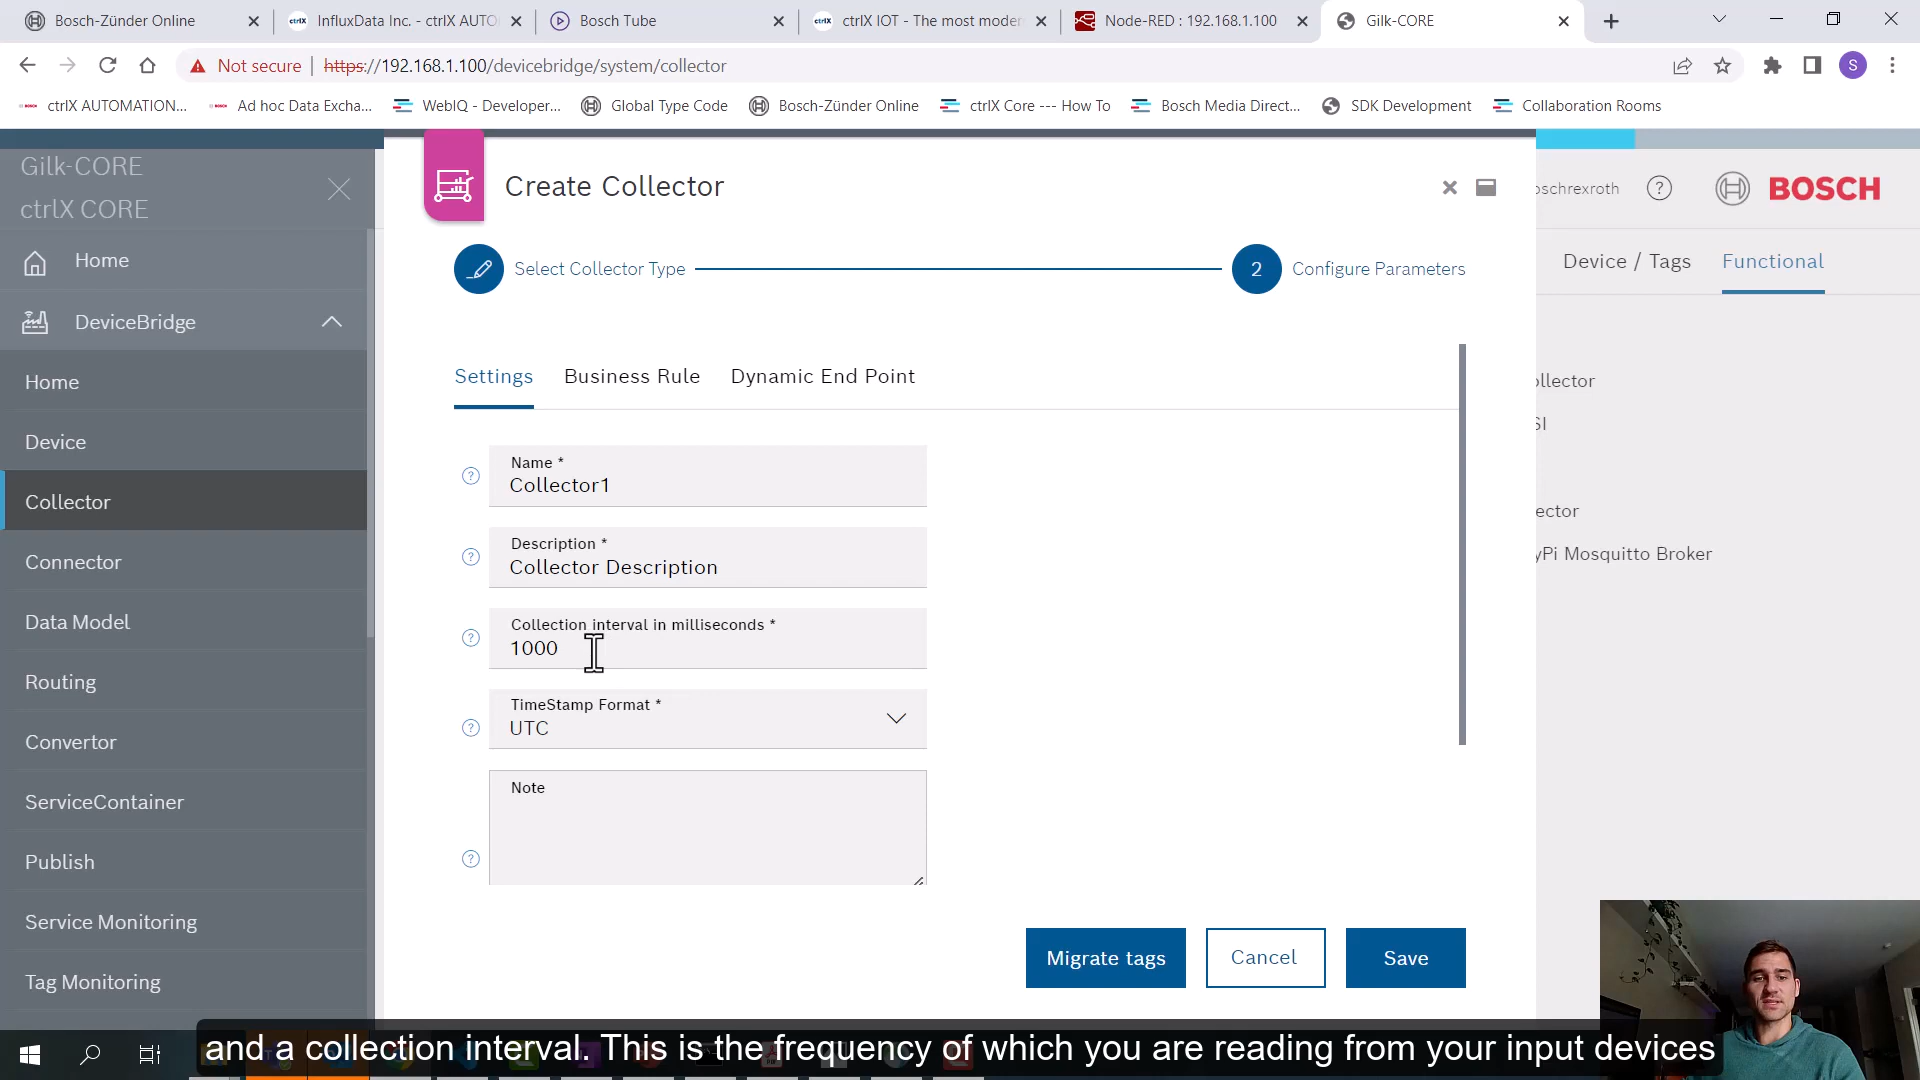 Bosch-Zünder Online
ctrlX
InfluxData Inc. - ctrlX AUTO
Bosch Tube
ctrlX
ctrlX IOT - The most moder
Node-RED : 192.168.1.100
Gilk-CORE
Not secure
https://192.168.1.100/devicebridge/system/collector
S
ctrlX AUTOMATION...
Ad hoc Data Excha...
WebIQ - Developer...
Global Type Code
Bosch-Zünder Online
ctrlX Core --- How To
Bosch Media Direct...
SDK Development
Collaboration Rooms
Gilk-CORE
ctrlX CORE
Home
DeviceBridge
Home
Device
Collector
Connector
Data Model
Routing
Convertor
ServiceContainer
Publish
Service Monitoring
Tag Monitoring
Create Collector
Select Collector Type
2
Configure Parameters
Settings
Business Rule
Dynamic End Point
Name *
Collector1
Description *
Collector Description
Collection interval in milliseconds *
1000
TimeStamp Format *
UTC
Note
Migrate tags
Cancel
Save
oschrexroth
BOSCH
Device / Tags
Functional
ollector
SI
ector
yPi Mosquitto Broker
and a collection interval. This is the frequency of which you are reading from your input devices